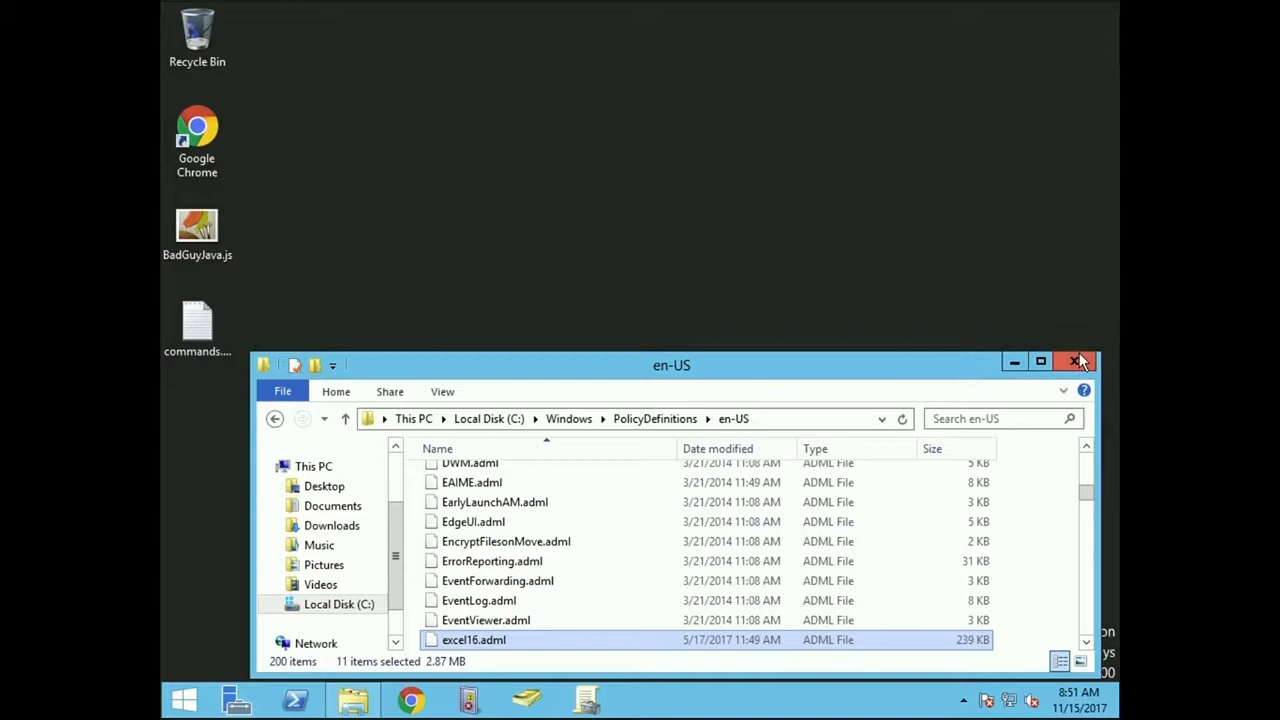 Recycle Bin
Google
Chrome
BadGuyJava.js
commands....
en-US
File Home Share View
This PC Local Disk (C:) Windows PolicyDefinitions en-US Search en-US
Name Date modified Type Size
DWM.adml 3/21/2014 11:08 AM ADML File 5 KB
EAIME.adml 3/21/2014 11:49 AM ADML File 8 KB
EarlyLaunchAM.adml 3/21/2014 11:08 AM ADML File 3 KB
EdgeUI.adml 3/21/2014 11:08 AM ADML File 5 KB
EncryptFilesonMove.adml 3/21/2014 11:08 AM ADML File 2 KB
ErrorReporting.adml 3/21/2014 11:08 AM ADML File 31 KB
EventForwarding.adml 3/21/2014 11:08 AM ADML File 3 KB
EventLog.adml 3/21/2014 11:08 AM ADML File 8 KB
EventViewer.adml 3/21/2014 11:08 AM ADML File 3 KB
excel16.adml 5/17/2017 11:49 AM ADML File 239 KB
This PC
Desktop
Documents
Downloads
Music
Pictures
Videos
Local Disk (C:)
Network
200 items 11 items selected 2.87 MB
on
ys
00
8:51 AM
11/15/2017